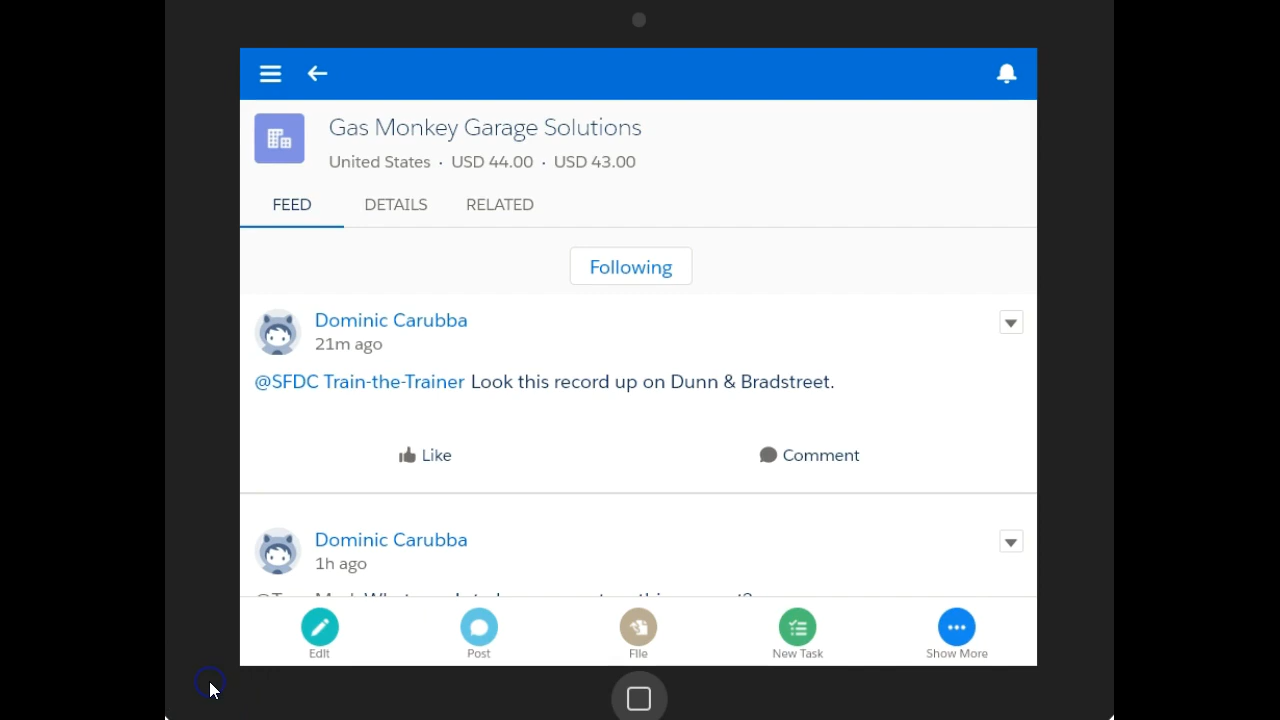 Gas Monkey Garage Solutions
United States · USD 44.00 · USD 43.00
FEED DETAILS RELATED
Following
Dominic Carubba
21m ago
@SFDC Train-the-Trainer Look this record up on Dunn & Bradstreet.
Like Comment
Dominic Carubba
1h ago
Edit Post File New Task Show More